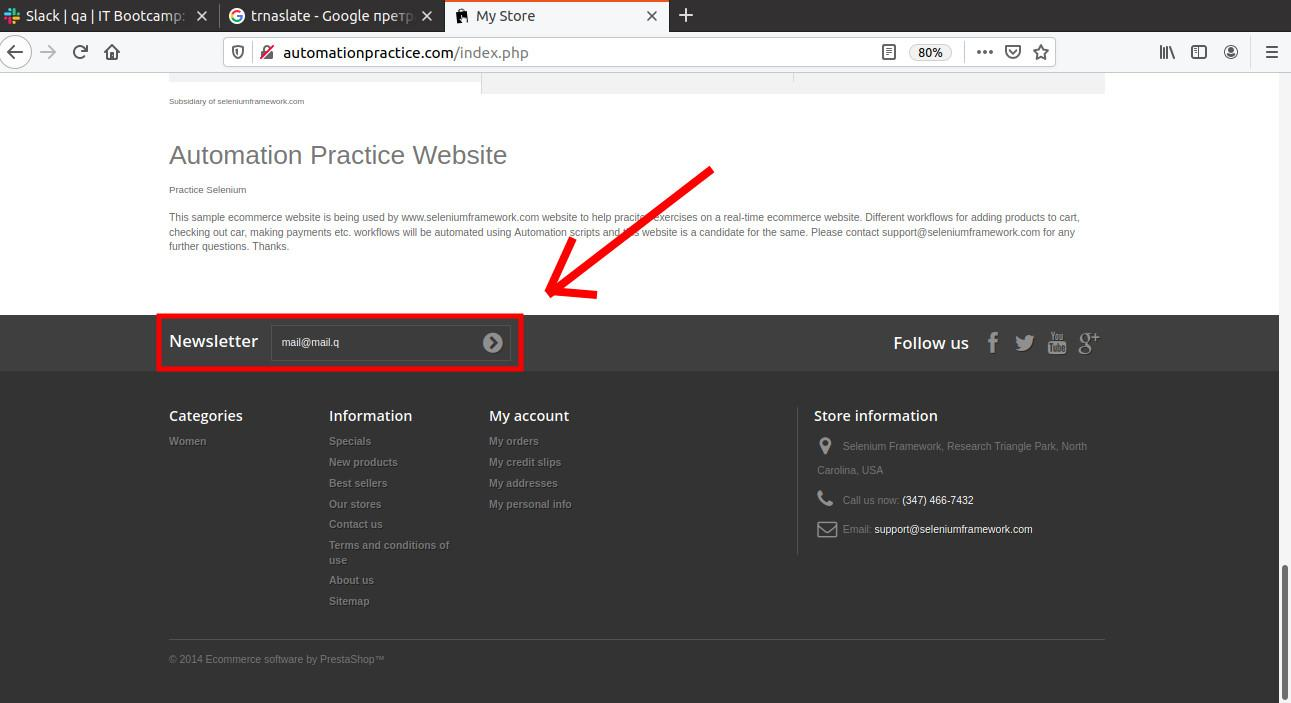 Slack | qa | IT Bootcamp:
trnaslate - Google претр
My Store
automationpractice.com/index.php
80%
Subsidiary of seleniumframework.com
Automation Practice Website
Practice Selenium
This sample ecommerce website is being used by www.seleniumframework.com website to help pracitce exercises on a real-time ecommerce website. Different workflows for adding products to cart,
checking out car, making payments etc. workflows will be automated using Automation scripts and this website is a candidate for the same. Please contact support@seleniumframework.com for any
further questions. Thanks.
Newsletter
mail@mail.q
Follow us
You
Tube
Categories
Women
Information
Specials
New products
Best sellers
Our stores
Contact us
Terms and conditions of
use
About us
Sitemap
My account
My orders
My credit slips
My addresses
My personal info
Store information
Selenium Framework, Research Triangle Park, North
Carolina, USA
Call us now: (347) 466-7432
Email: support@seleniumframework.com
© 2014 Ecommerce software by PrestaShop™